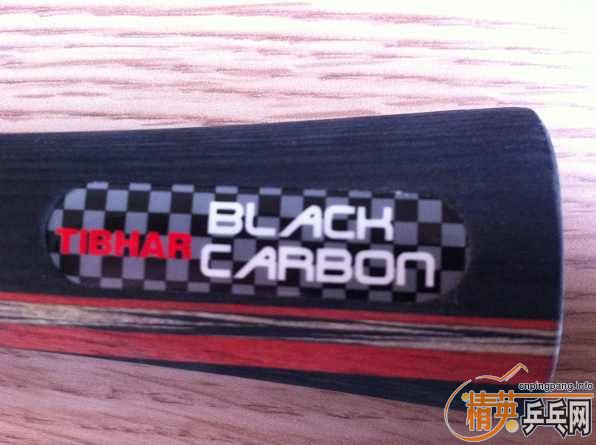 BLACK
TIBHAR
CARBON
cnpingpang.info
精英乒乓网